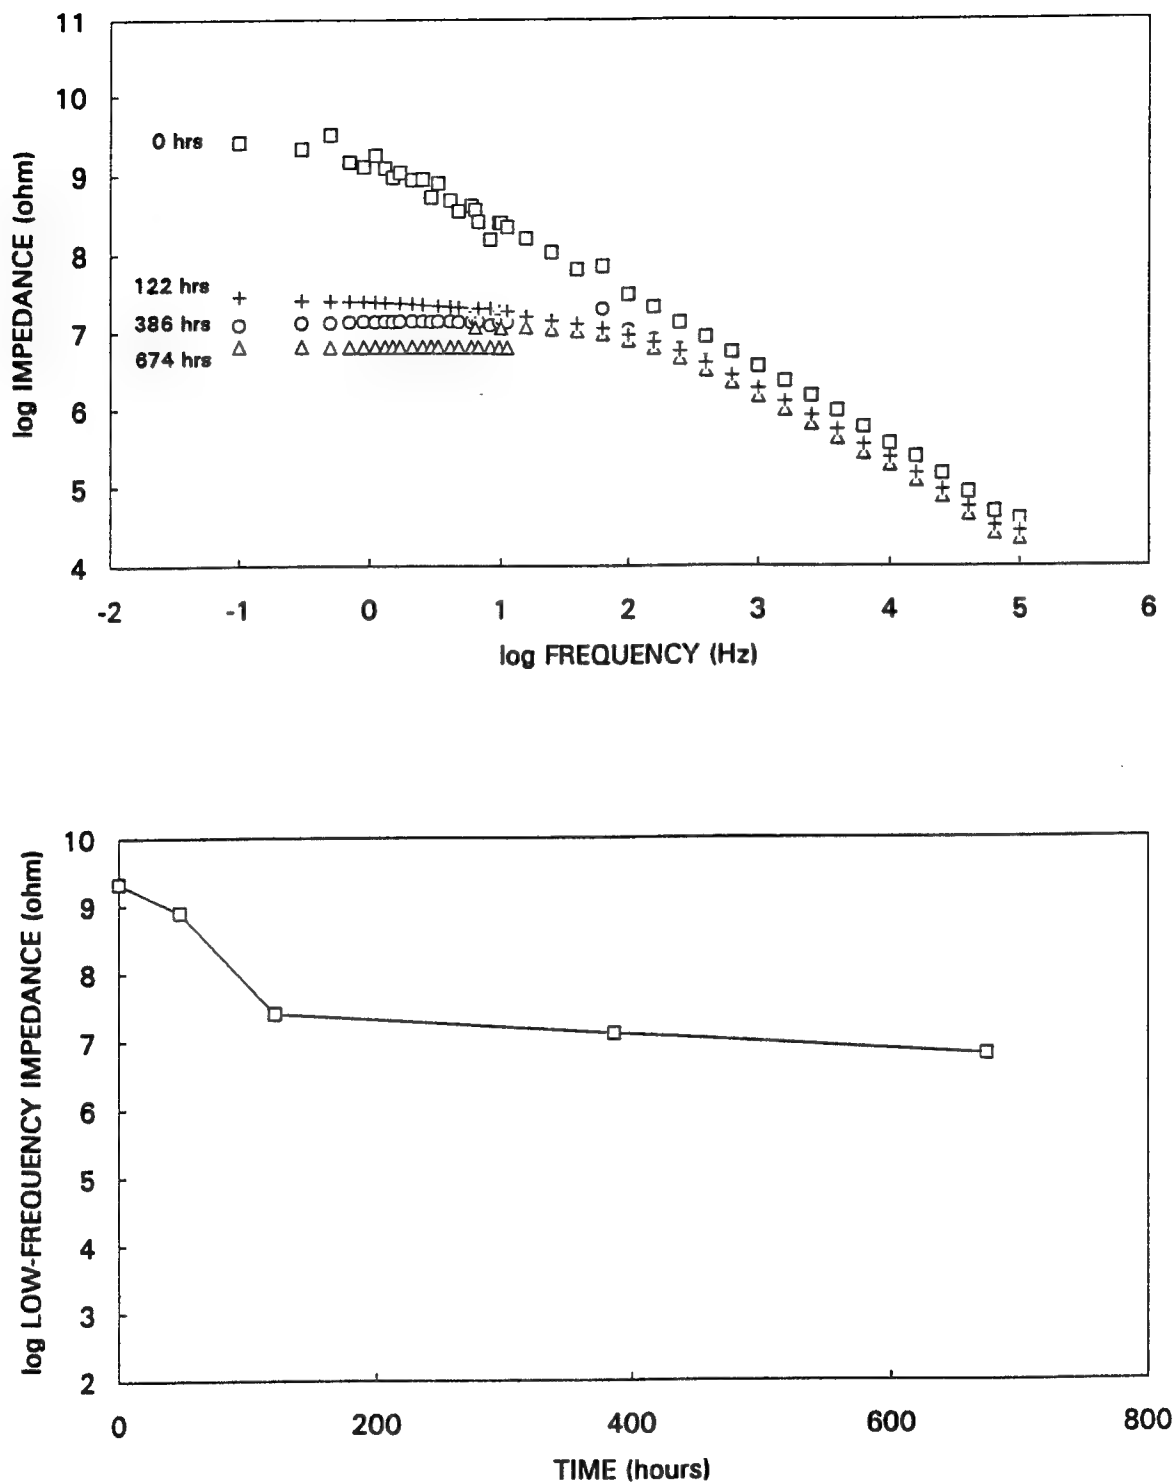 11
10
9
8
7
6
5
4
log IMPEDANCE (ohm)
0 hrs
122 hrs
386 hrs
674 hrs
-2 -1 0 1 2 3 4 5 6
log FREQUENCY (Hz)
10
9
8
7
6
5
4
3
2
log LOW-FREQUENCY IMPEDANCE (ohm)
0 200 400 600 800
TIME (hours)